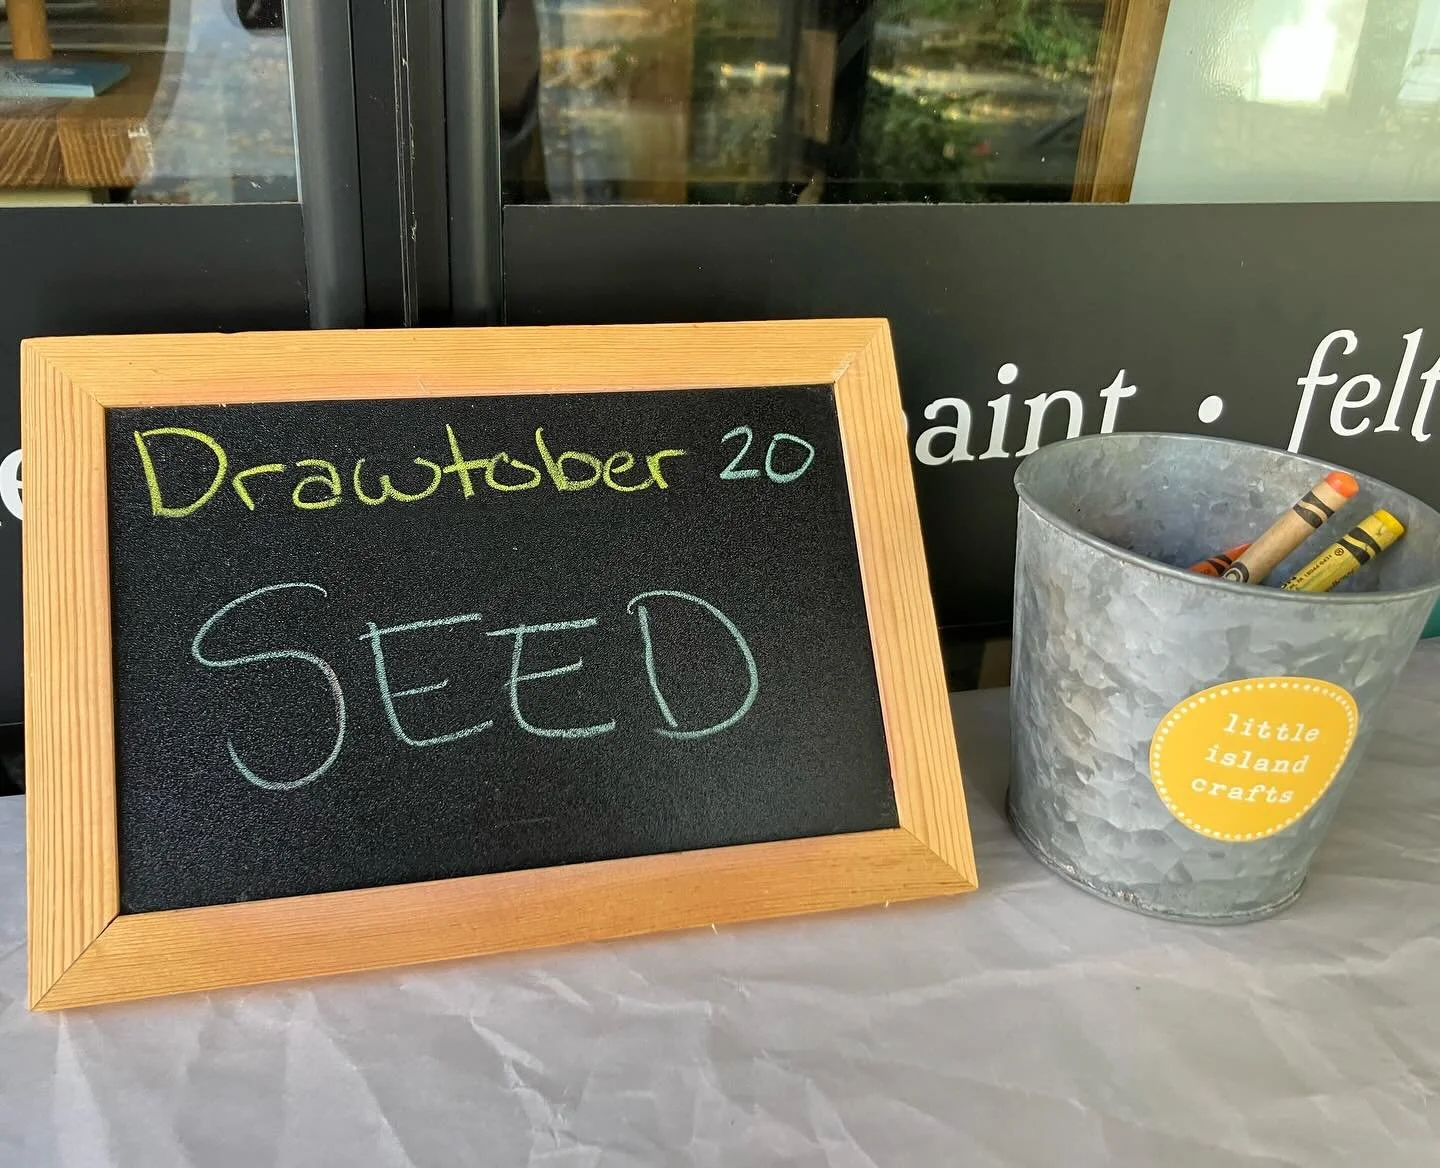 Drawtober 20
SEED
paint • felt
little
island
crafts